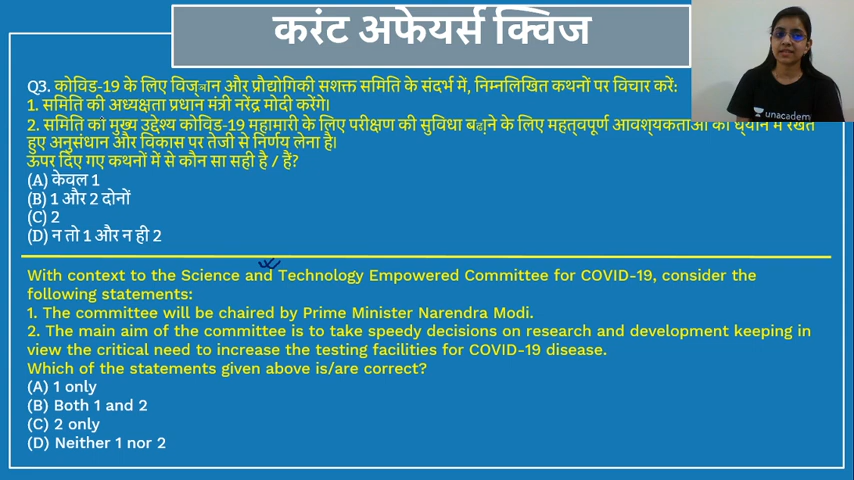 करंट अफेयर्स क्विज
unacadem
Q3. कोविड-19 के लिए विज्ञान और प्रौद्योगिकी सशक्त समिति के संदर्भ में, निम्नलिखित कथनों पर विचार करें:
1. समिति की अध्यक्षता प्रधान मंत्री नरेंद्र मोदी करेंगे।
2. समिति का मुख्य उद्देश्य कोविड-19 महामारी के लिए परीक्षण की सुविधा बढ़ाने के लिए महत्वपूर्ण आवश्यकताओं को ध्यान में रखते
हुए अनुसंधान और विकास पर तेजी से निर्णय लेना है।
ऊपर दिए गए कथनों में से कौन सा सही है / हैं?
(A) केवल 1
(B) 1 और 2 दोनों
(C) 2
(D) न तो 1 और न ही 2
With context to the Science and Technology Empowered Committee for COVID-19, consider the
following statements:
1. The committee will be chaired by Prime Minister Narendra Modi.
2. The main aim of the committee is to take speedy decisions on research and development keeping in
view the critical need to increase the testing facilities for COVID-19 disease.
Which of the statements given above is/are correct?
(A) 1 only
(B) Both 1 and 2
(C) 2 only
(D) Neither 1 nor 2